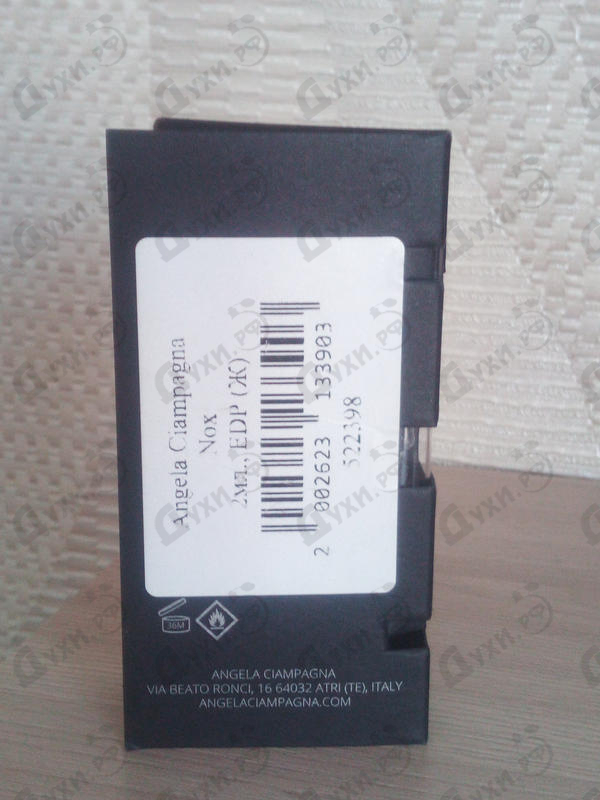 Angela Ciampagna
Nox
2мл., EDP (Ж)
2 002623 133903
522398
36M
ANGELA CIAMPAGNA
VIA BEATO RONCI, 16 64032 ATRI (TE), ITALY
ANGELACIAMPAGNA.COM
Духи.рф